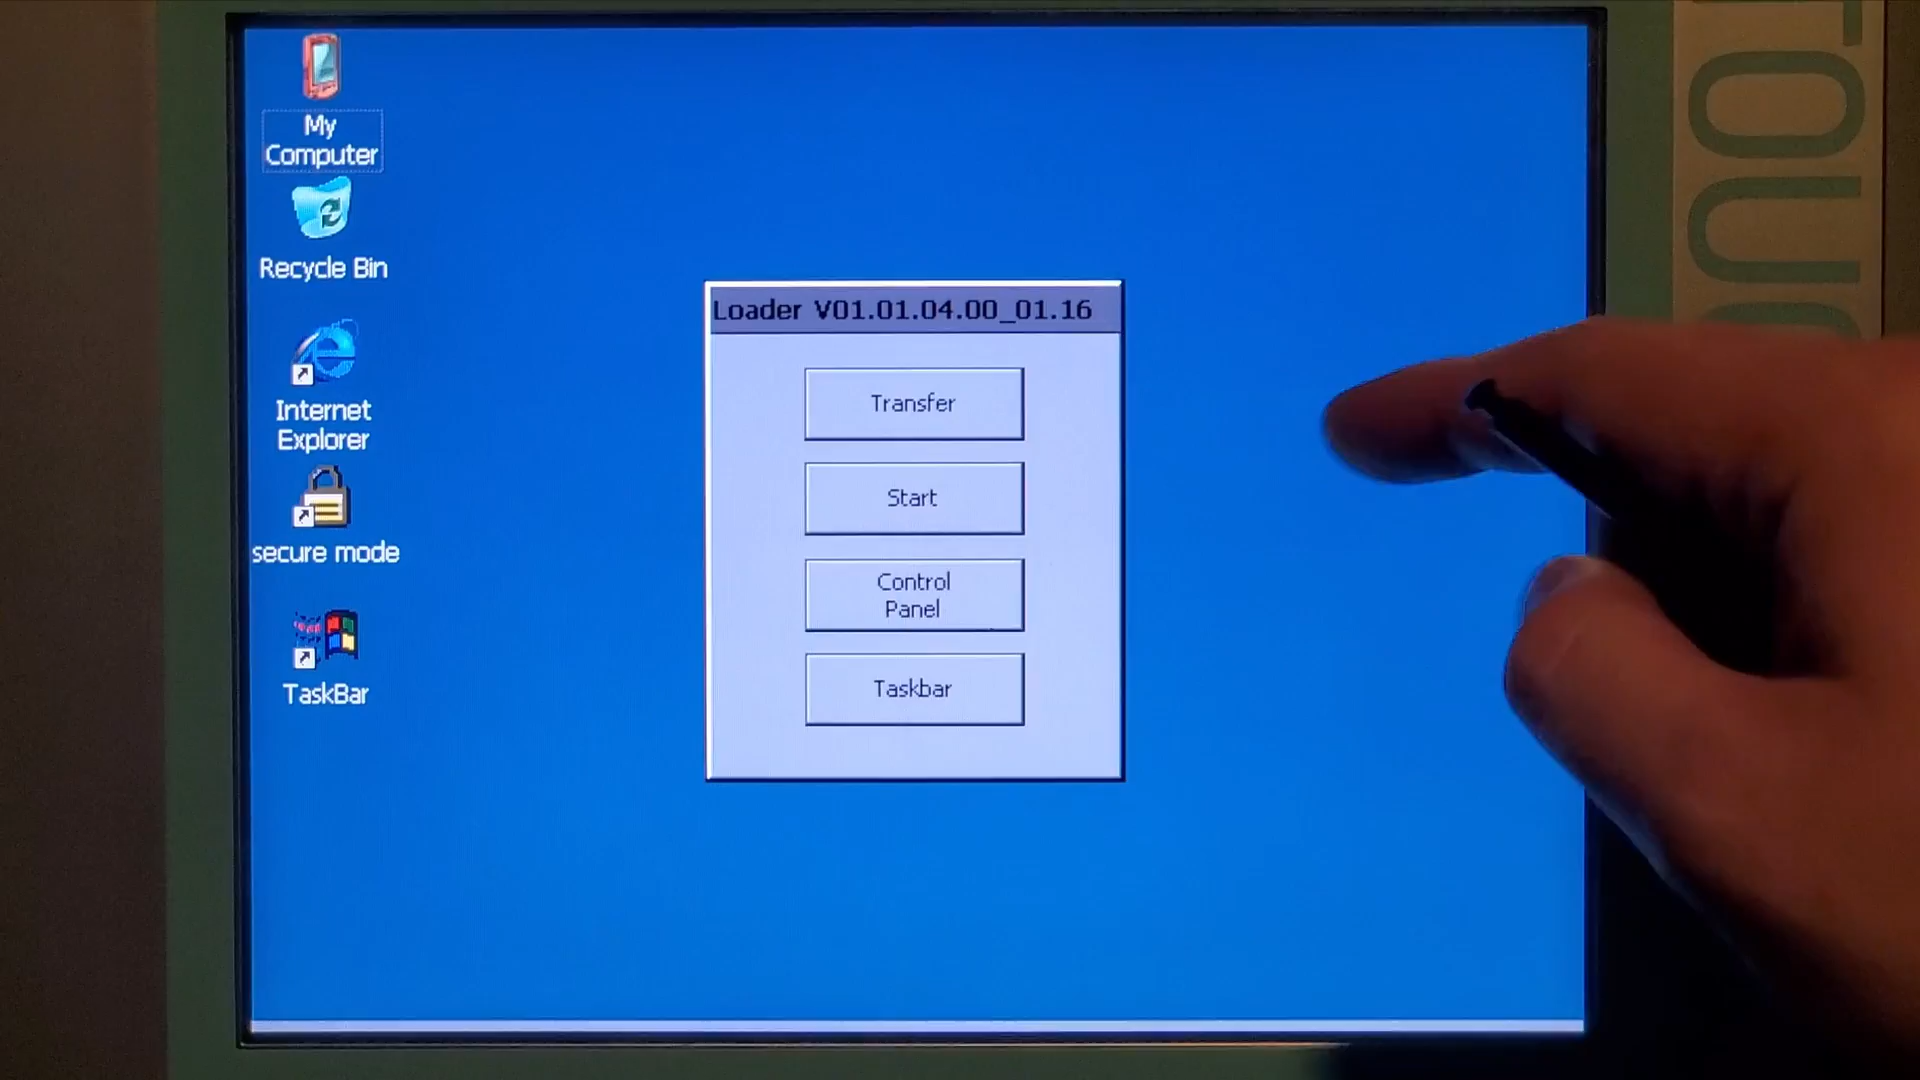 My
Computer
Recycle Bin
Internet
Explorer
secure mode
TaskBar
Loader V01.01.04.00_01.16
Transfer
Start
Control
Panel
Taskbar
TOUC